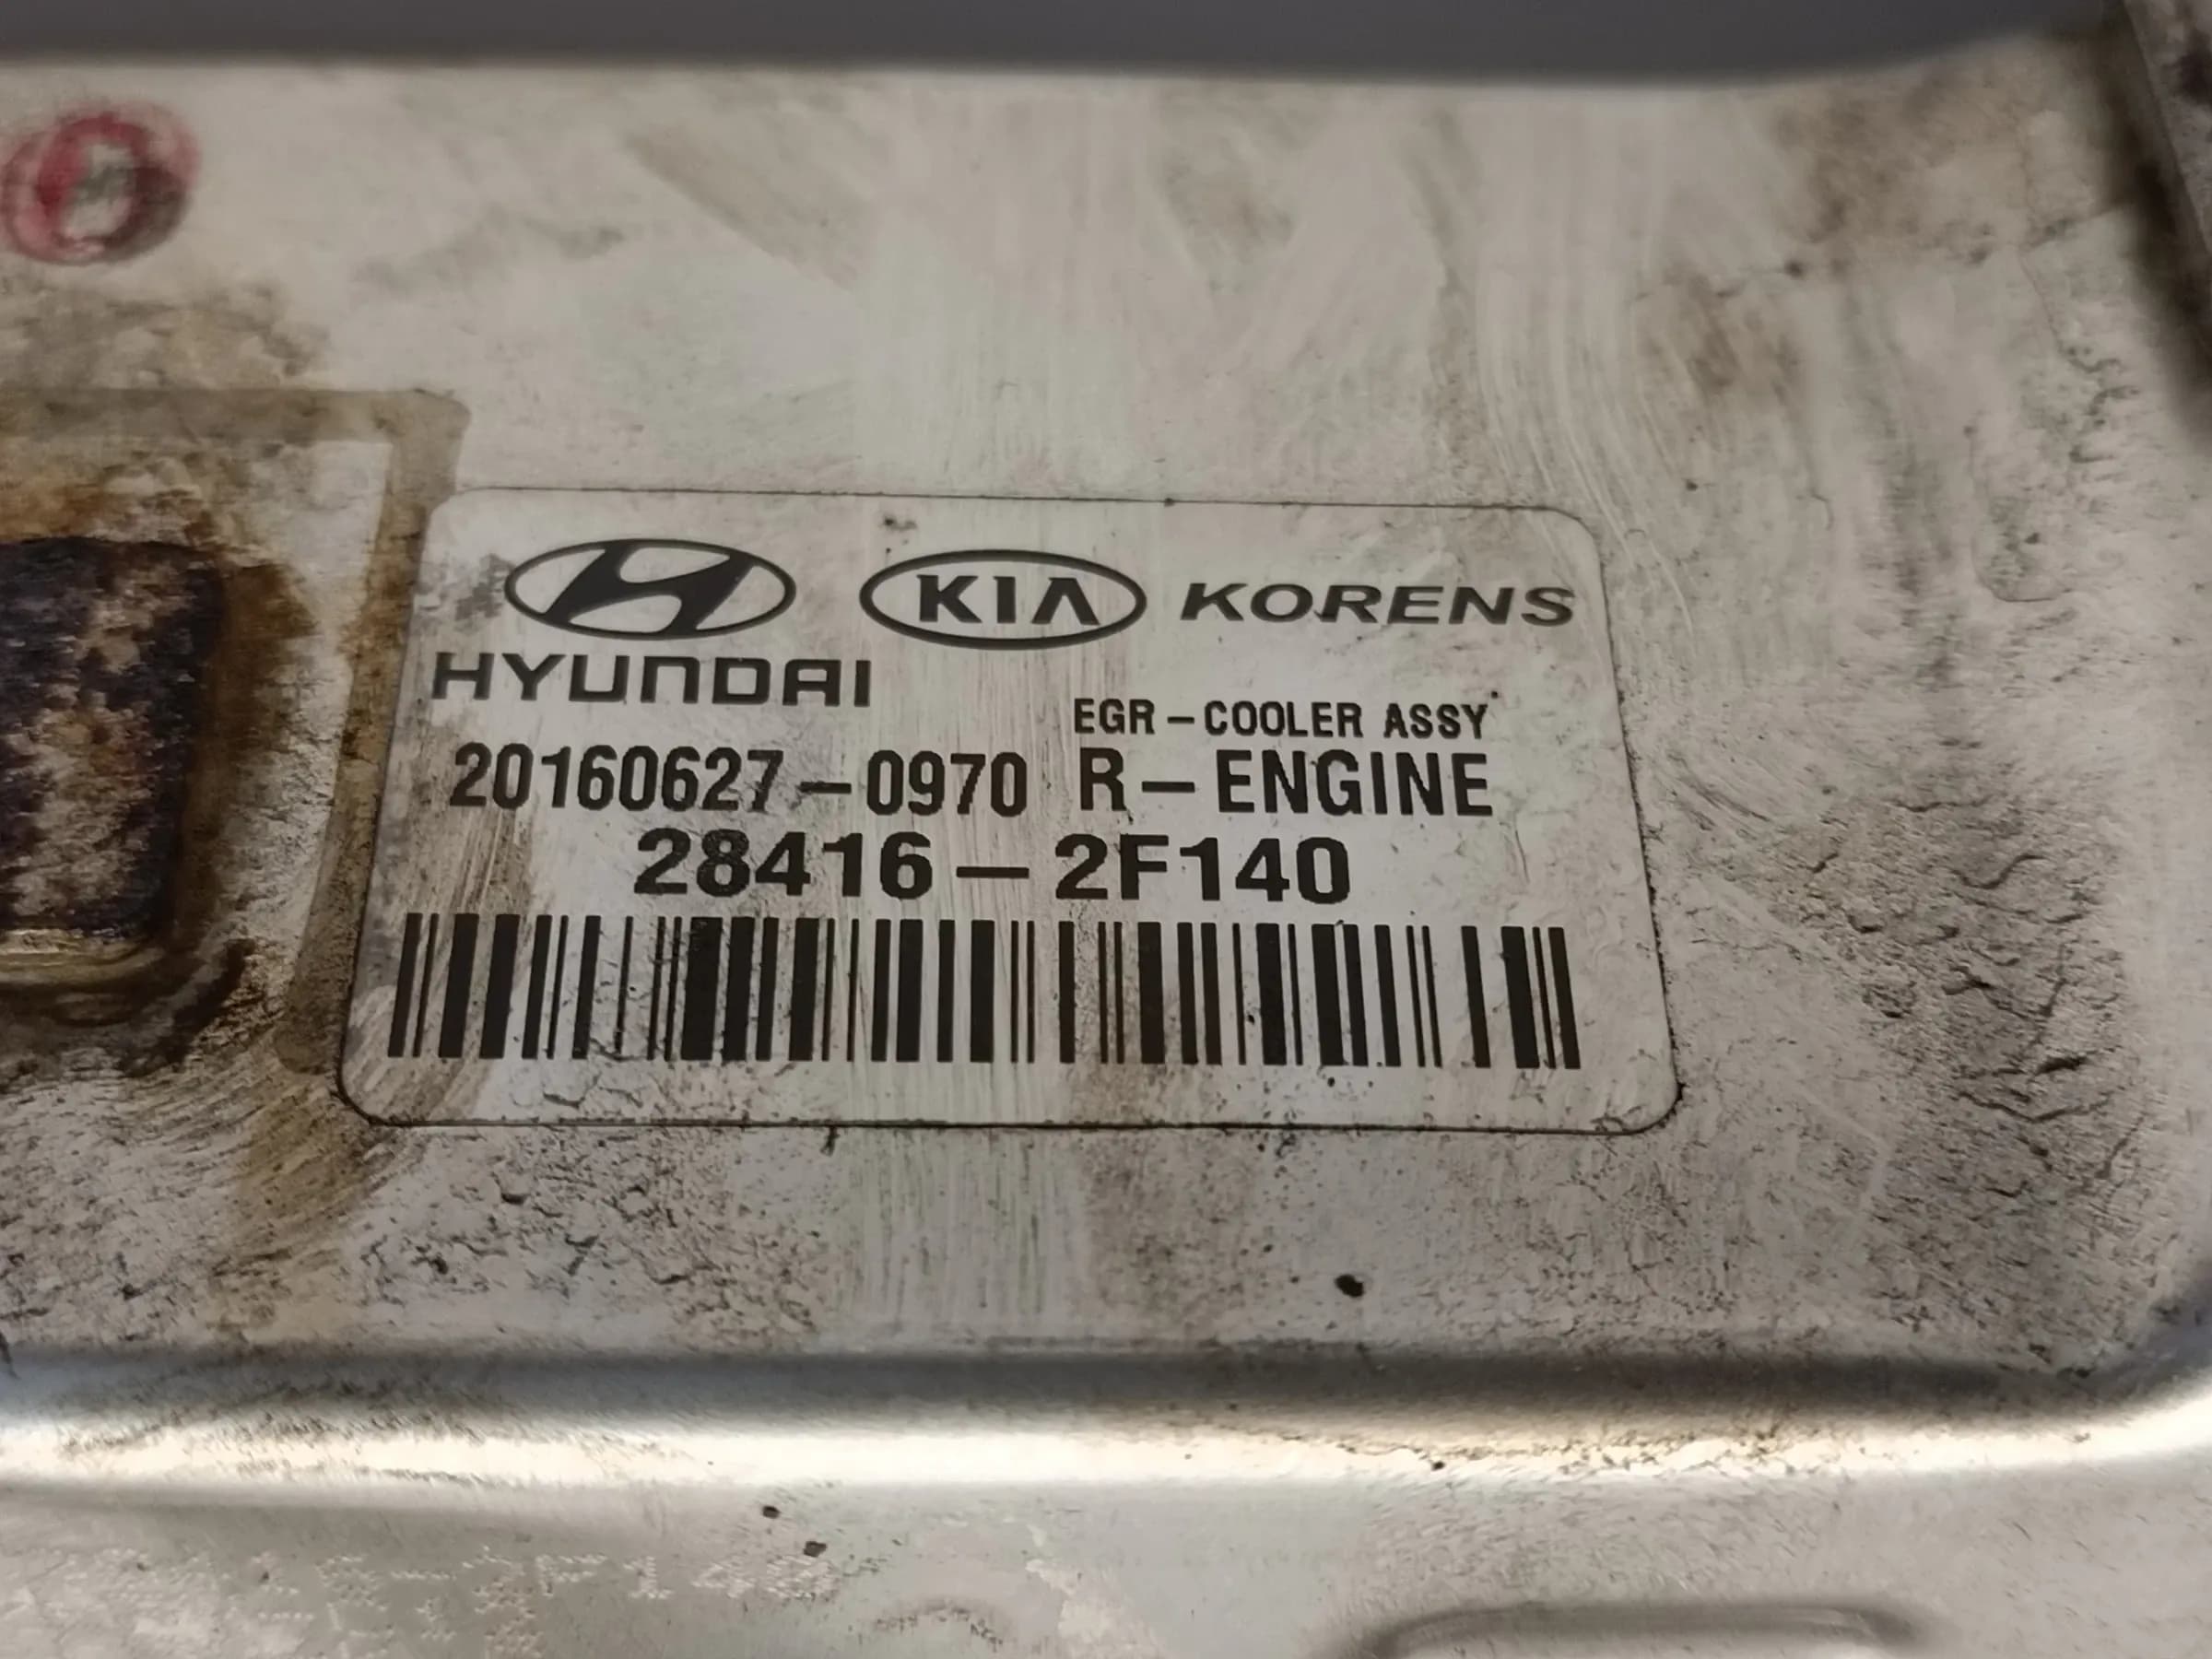 KIA KORENS
HYUNDAI
EGR-COOLER ASSY
20160627-0970 R-ENGINE
28416-2F140